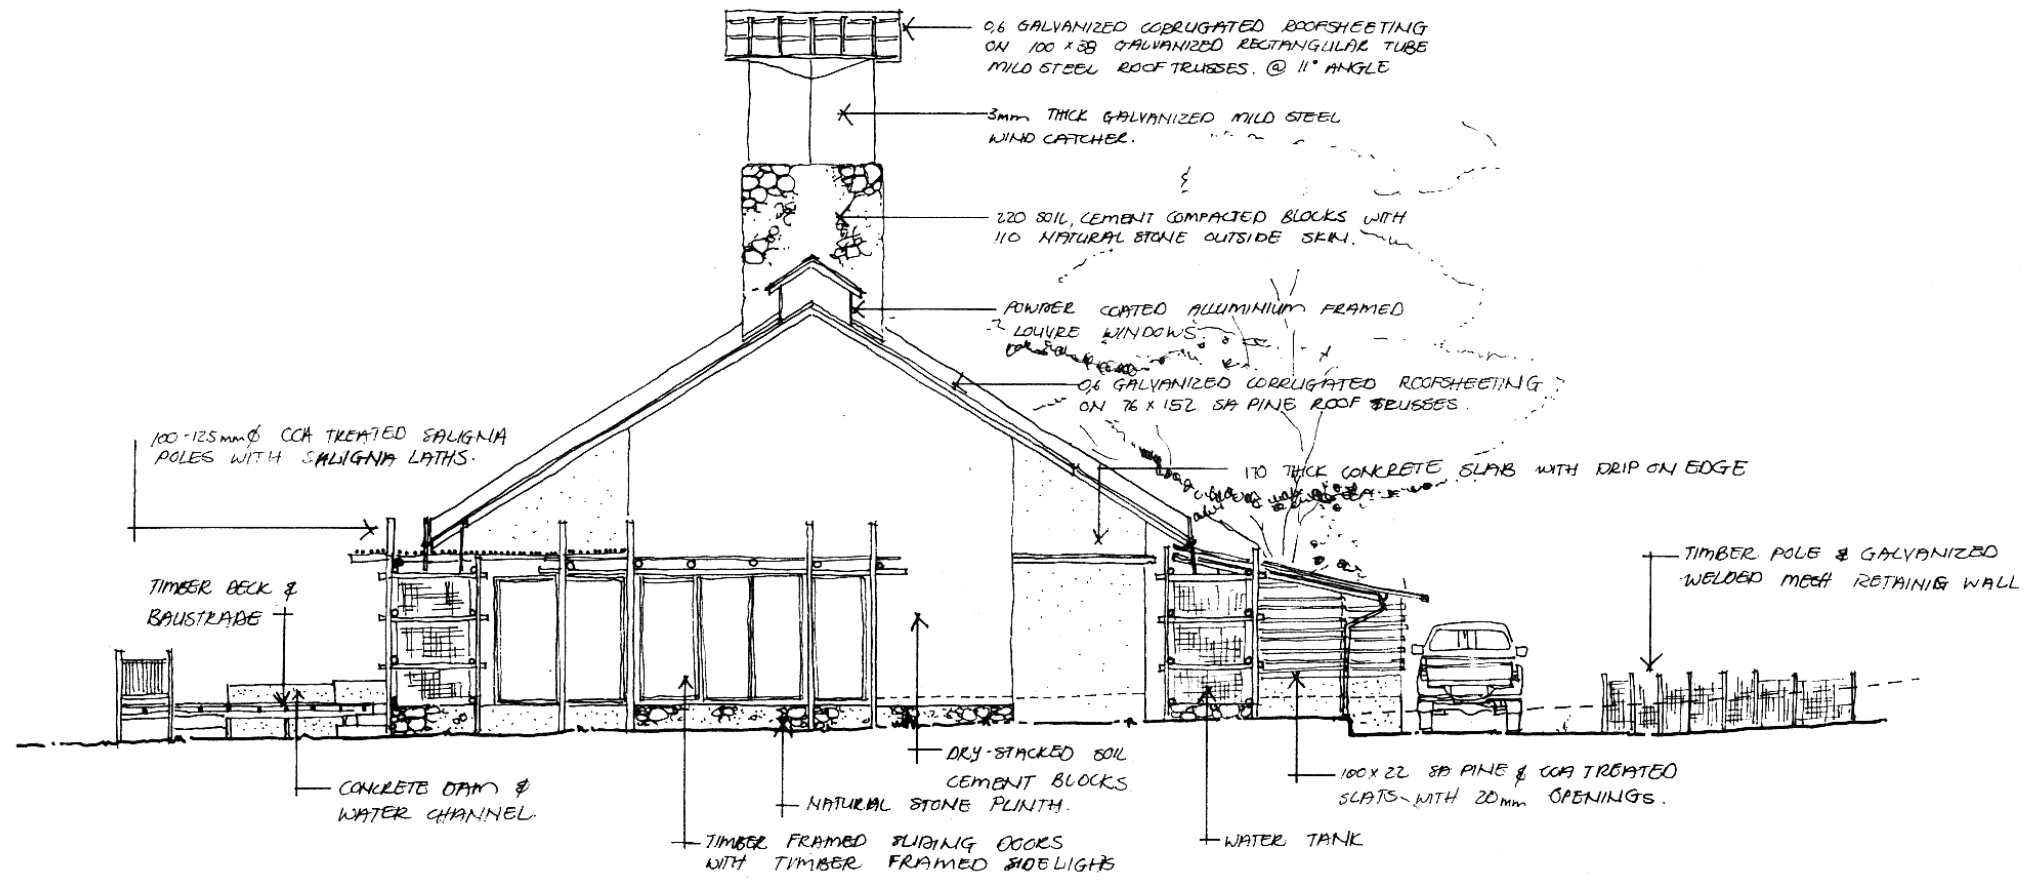 0,6 GALVANIZED CORRUGATED ROOFSHEETING
ON 100 x 38 GALVANIZED RECTANGULAR TUBE
MILD STEEL ROOF TRUSSES. @ 11° ANGLE
3mm THICK GALVANIZED MILD STEEL
WIND CATCHER.
220 SOIL, CEMENT COMPACTED BLOCKS WITH
110 NATURAL STONE OUTSIDE SKIN.
POWDER COATED ALLUMINIUM FRAMED
LOUVRE WINDOWS.
0,6 GALVANIZED CORRUGATED ROOFSHEETING
ON 76 x 152 SA PINE ROOF TRUSSES.
100-125mmϕ CCA TREATED SALIGNA
POLES WITH SALIGNA LATHS.
170 THICK CONCRETE SLAB WITH DRIP ON EDGE
TIMBER POLE & GALVANIZED
WELDED MESH RETAINIG WALL
TIMBER DECK &
BAUSTRADE
DRY-STACKED SOIL
CEMENT BLOCKS
100 x 22 SA PINE & CCA TREATED
SLATS WITH 20mm OPENINGS.
CONCRETE DAM &
WATER CHANNEL.
NATURAL STONE PLINTH.
TIMBER FRAMED SLIDING DOORS
WITH TIMBER FRAMED SIDELIGHTS
WATER TANK